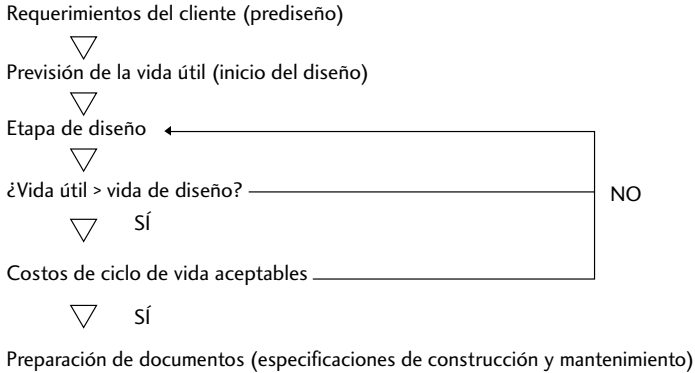 Requerimientos del cliente (prediseño)
Previsión de la vida útil (inicio del diseño)
Etapa de diseño
¿Vida útil > vida de diseño?
NO
SÍ
Costos de ciclo de vida aceptables
SÍ
Preparación de documentos (especificaciones de construcción y mantenimiento)